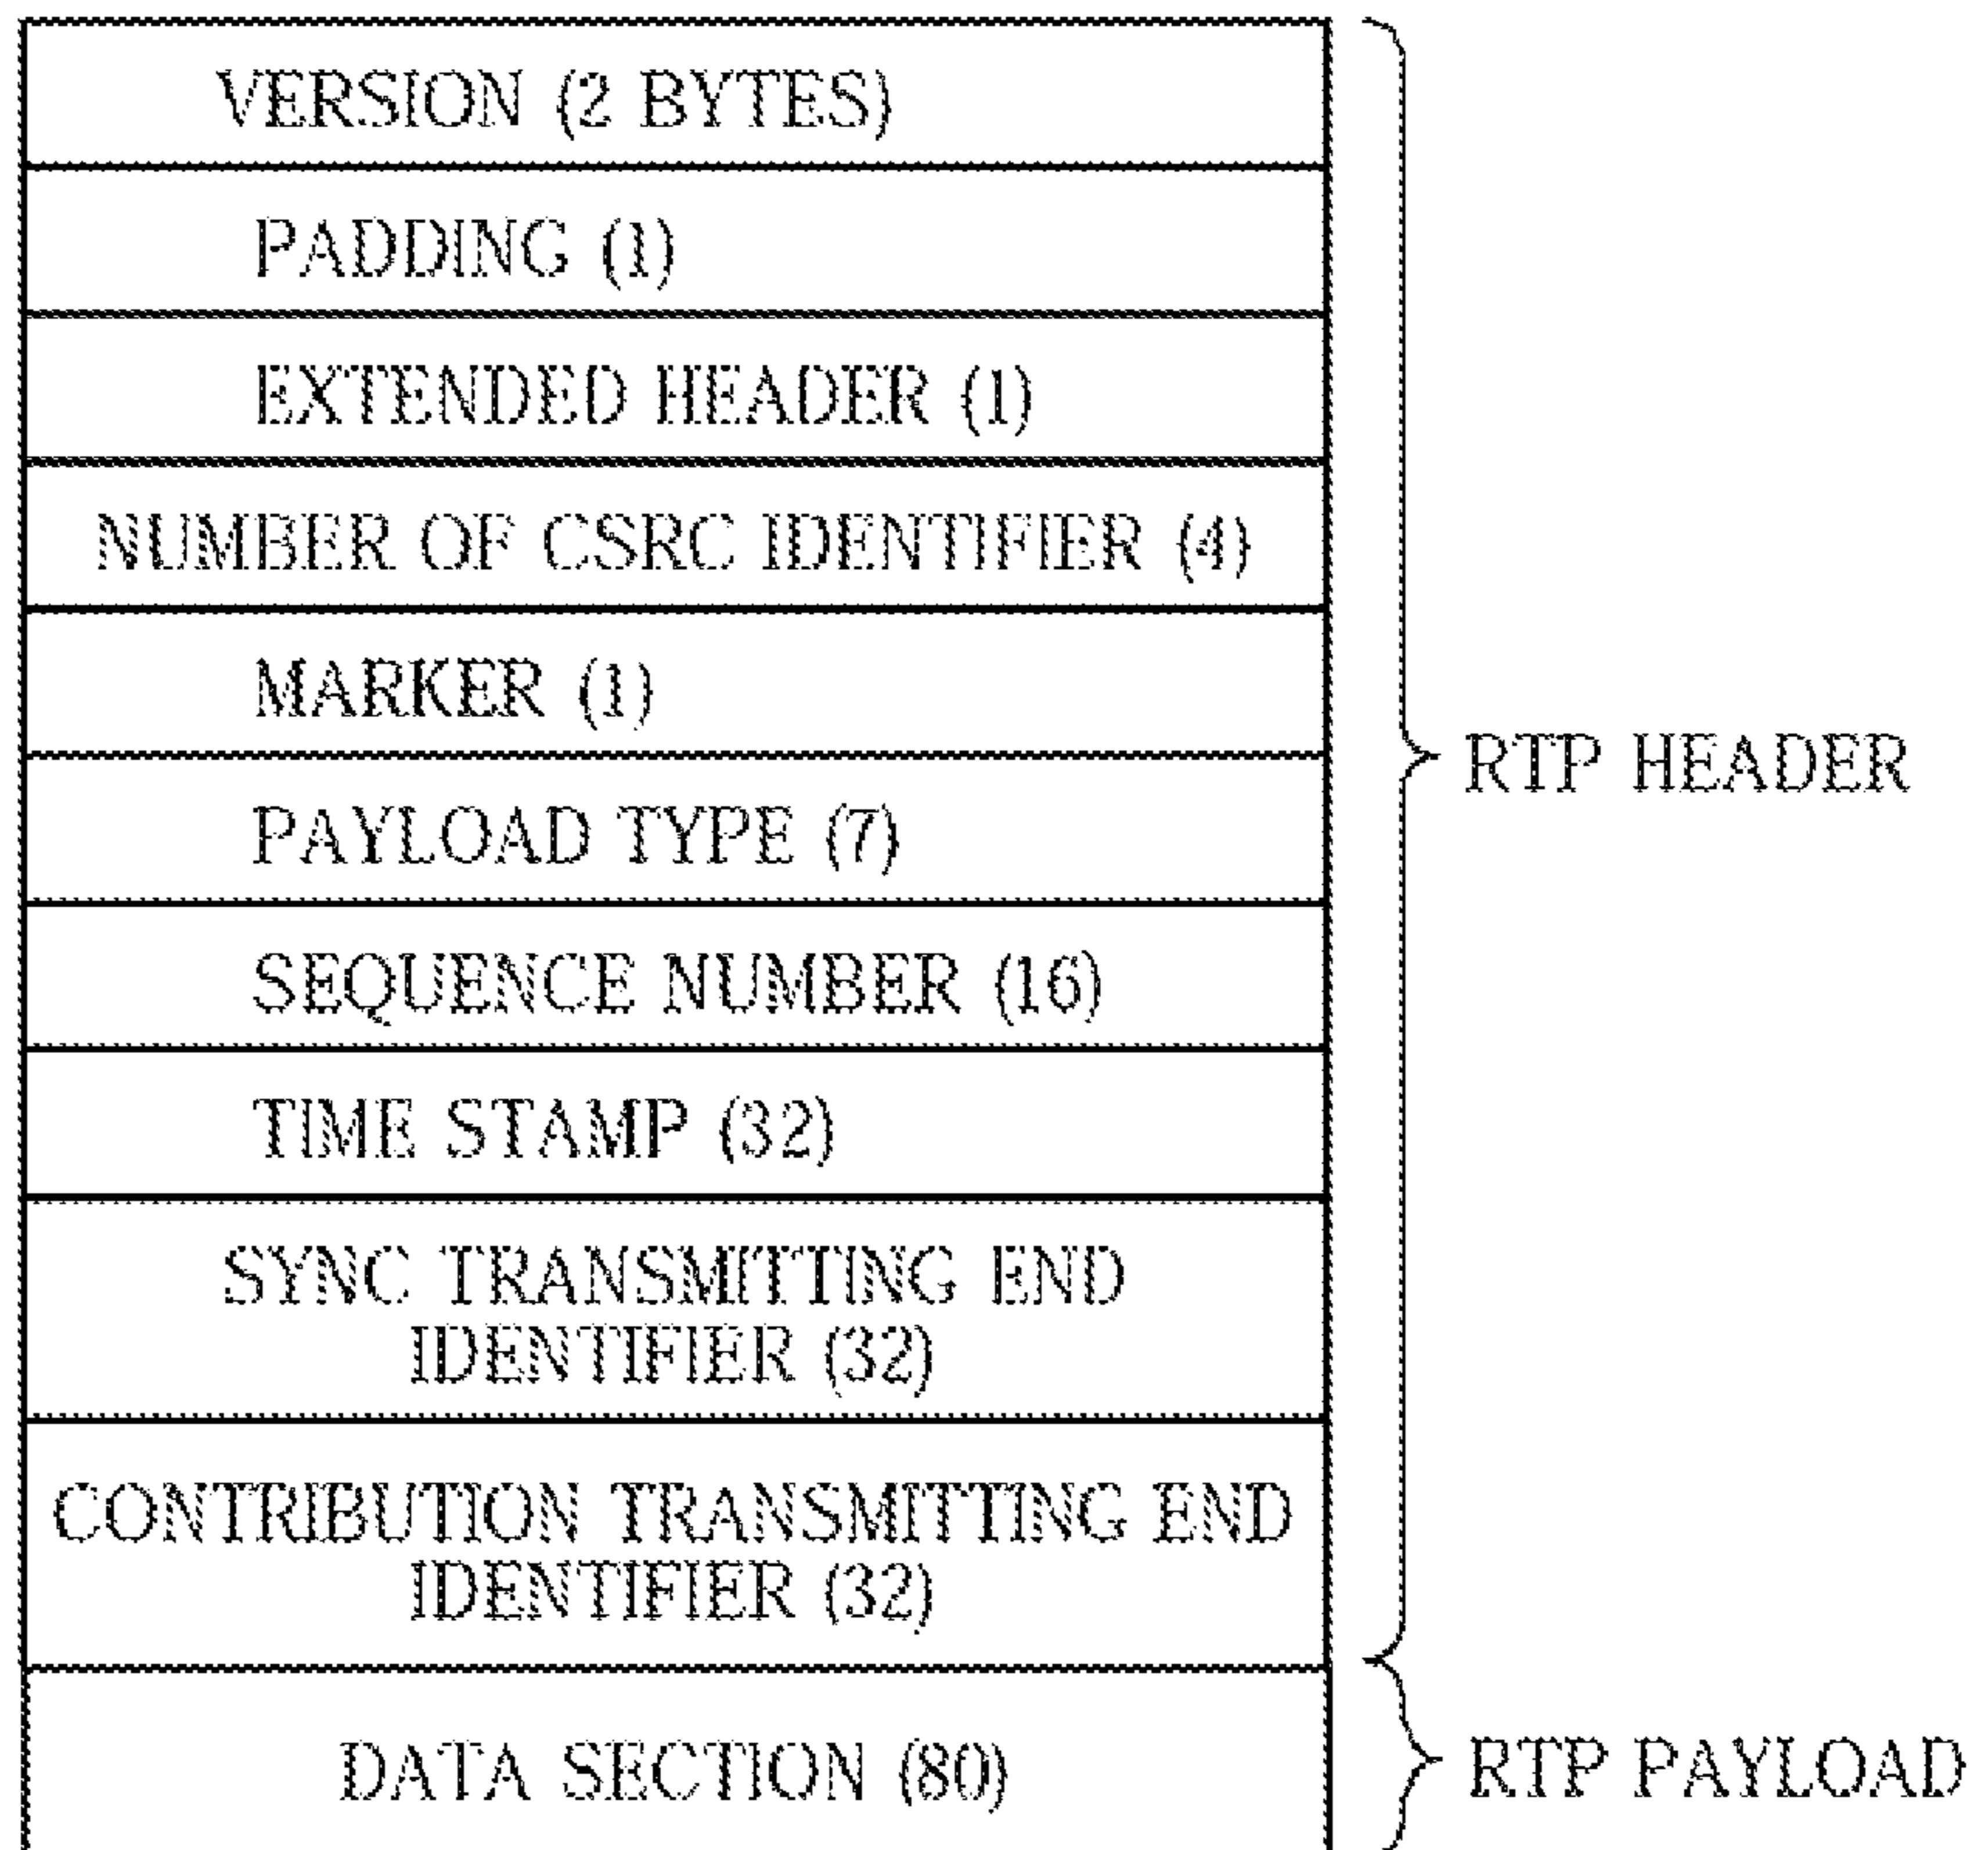 VERSION (2 BYTES)
PADDING (1)
EXTENDED HEADER (1)
NUMBER OF CSRC IDENTIFIER (4)
MARKER (1)
PAYLOAD TYPE (7)
SEQUENCE NUMBER (16)
TIME STAMP (32)
SYNC TRANSMITTING END
IDENTIFIER (32)
CONTRIBUTION TRANSMITTING END
IDENTIFIER (32)
RTP HEADER
DATA SECTION (80)
RTP PAYLOAD